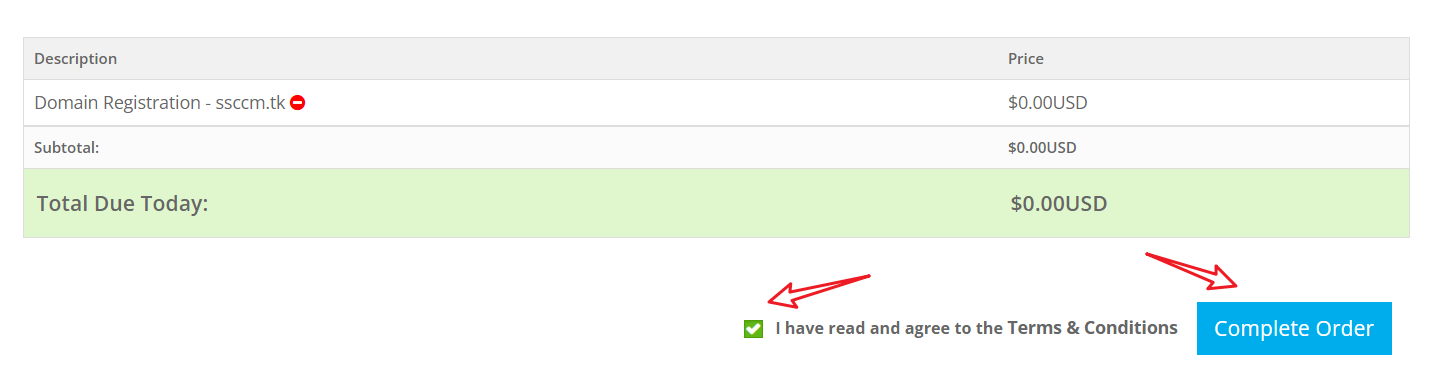 Description Price
Domain Registration - ssccm.tk $0.00USD
Subtotal: $0.00USD
Total Due Today: $0.00USD
I have read and agree to the Terms & Conditions Complete Order